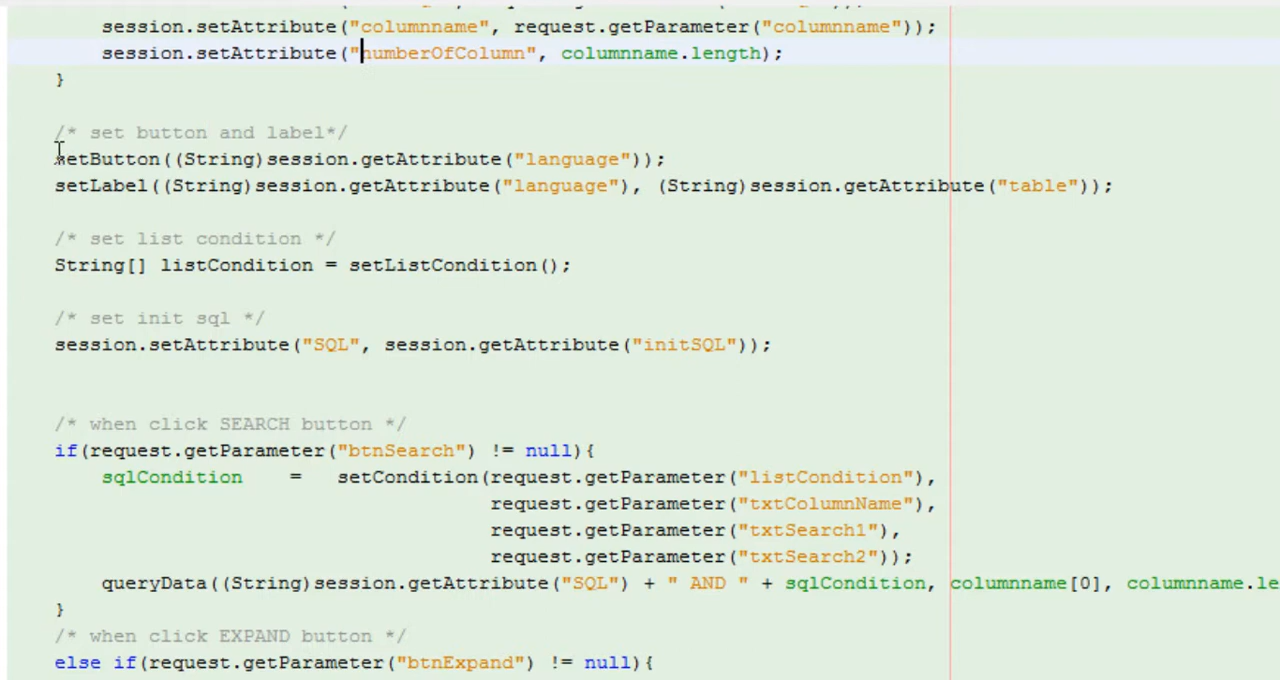 session.setAttribute("columnname", request.getParameter("columnname"));
session.setAttribute("numberOfColumn", columnname.length);
}
/* set button and label*/
setButton((String)session.getAttribute("language"));
setLabel((String)session.getAttribute("language"), (String)session.getAttribute("table"));
/* set list condition */
String[] listCondition = setListCondition();
/* set init sql */
session.setAttribute("SQL", session.getAttribute("initSQL"));
/* when click SEARCH button */
if(request.getParameter("btnSearch") != null){
sqlCondition = setCondition(request.getParameter("listCondition"),
request.getParameter("txtColumnName"),
request.getParameter("txtSearch1"),
request.getParameter("txtSearch2"));
queryData((String)session.getAttribute("SQL") + " AND " + sqlCondition, columnname[0], columnname.le
}
/* when click EXPAND button */
else if(request.getParameter("btnExpand") != null){